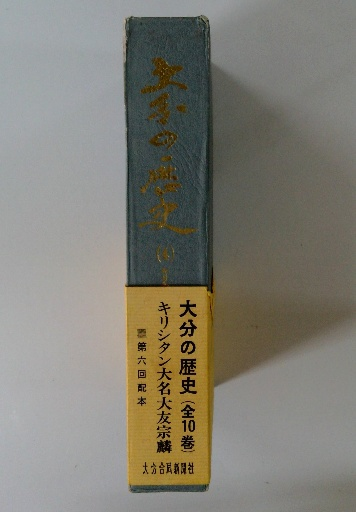 大分の歴史
大分の歴史(全10巻)
キリシタン大名大友宗麟
第六回配本
大分合同新聞社